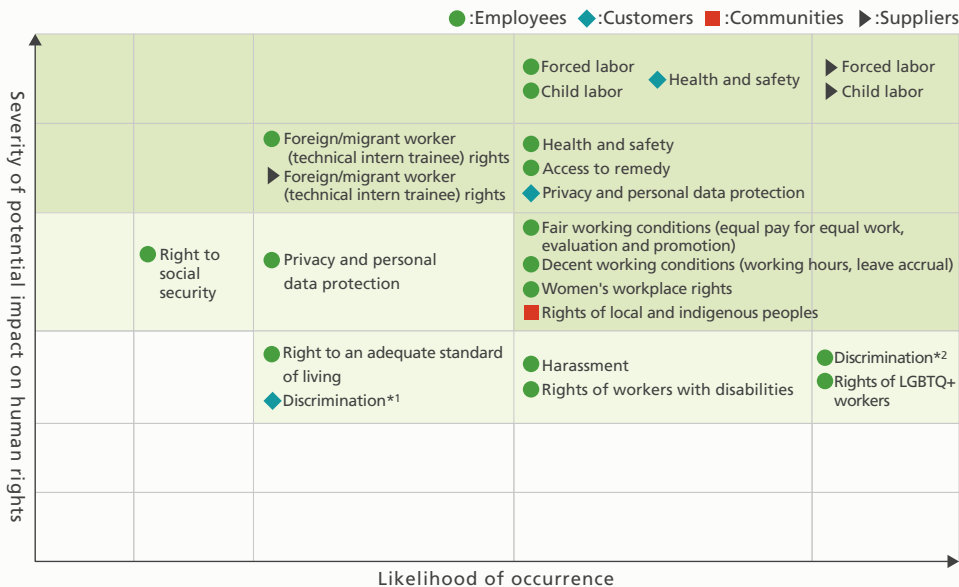 :Employees :Customers :Communities :Suppliers
Severity of potential impact on human rights
Forced labor
Child labor
Health and safety
Forced labor
Child labor
Foreign/migrant worker
(technical intern trainee) rights
Foreign/migrant worker
(technical intern trainee) rights
Health and safety
Access to remedy
Privacy and personal data protection
Right to
social
security
Privacy and personal
data protection
Fair working conditions (equal pay for equal work,
evaluation and promotion)
Decent working conditions (working hours, leave accrual)
Women's workplace rights
Rights of local and indigenous peoples
Right to an adequate standard
of living
Discrimination*1
Harassment
Rights of workers with disabilities
Discrimination*2
Rights of LGBTQ+
workers
Likelihood of occurrence